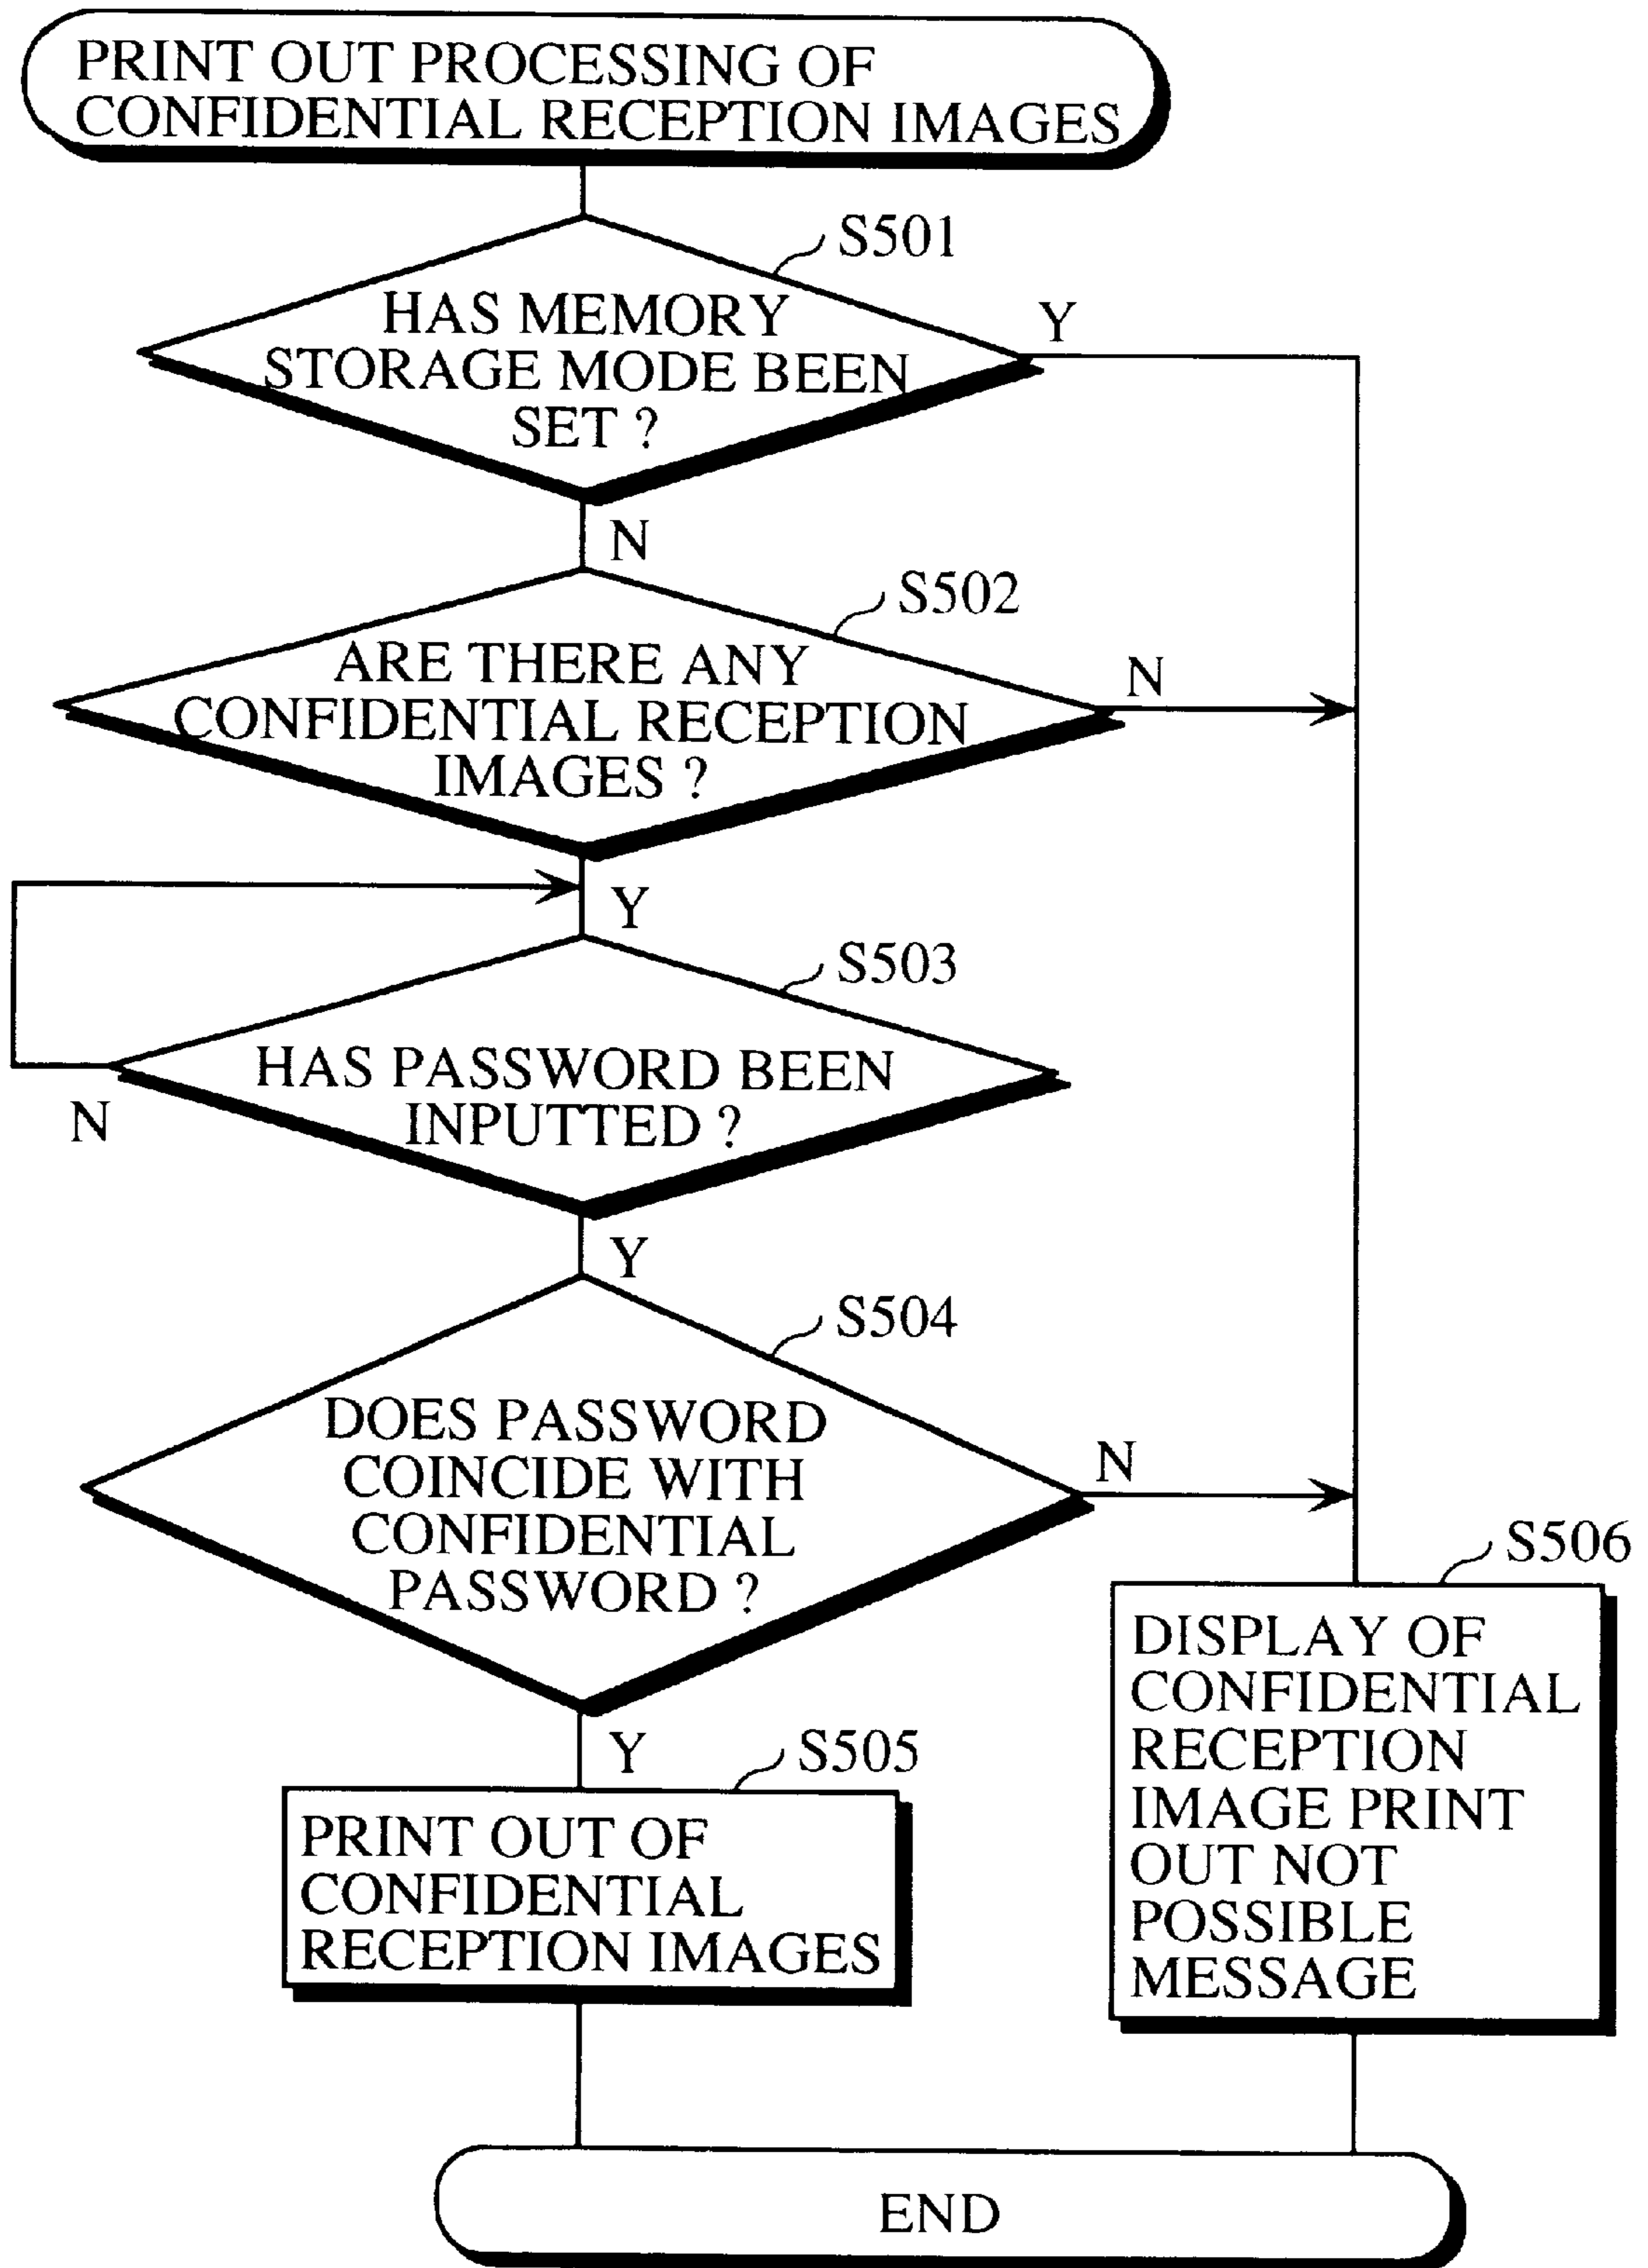 PRINT OUT PROCESSING OF
CONFIDENTIAL RECEPTION IMAGES
S501
HAS MEMORY
STORAGE MODE BEEN
SET ?
Y
N
S502
ARE THERE ANY
CONFIDENTIAL RECEPTION
IMAGES ?
N
Y
S503
HAS PASSWORD BEEN
INPUTTED ?
N
Y
S504
DOES PASSWORD
COINCIDE WITH
CONFIDENTIAL
PASSWORD ?
N
Y
S505
PRINT OUT OF
CONFIDENTIAL
RECEPTION IMAGES
S506
DISPLAY OF
CONFIDENTIAL
RECEPTION
IMAGE PRINT
OUT NOT
POSSIBLE
MESSAGE
END